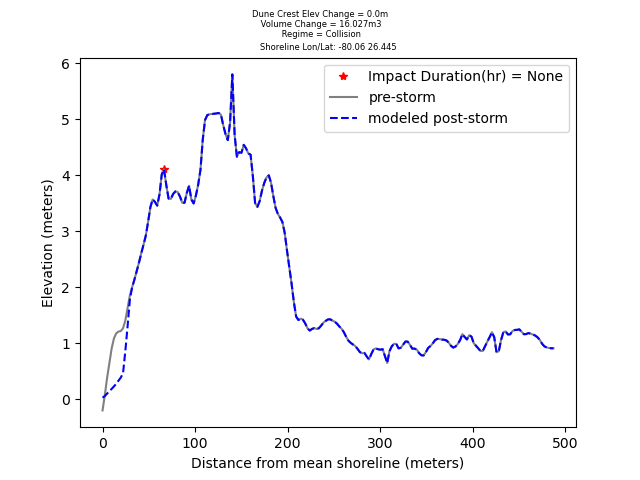 Dune Crest Elev Change = 0.0m
Volume Change = 16.027m3
Regime = Collision
Shoreline Lon/Lat: -80.06 26.445
Impact Duration(hr) = None
pre-storm
modeled post-storm
6
5
4
3
2
1
0
Elevation (meters)
0 100 200 300 400 500
Distance from mean shoreline (meters)